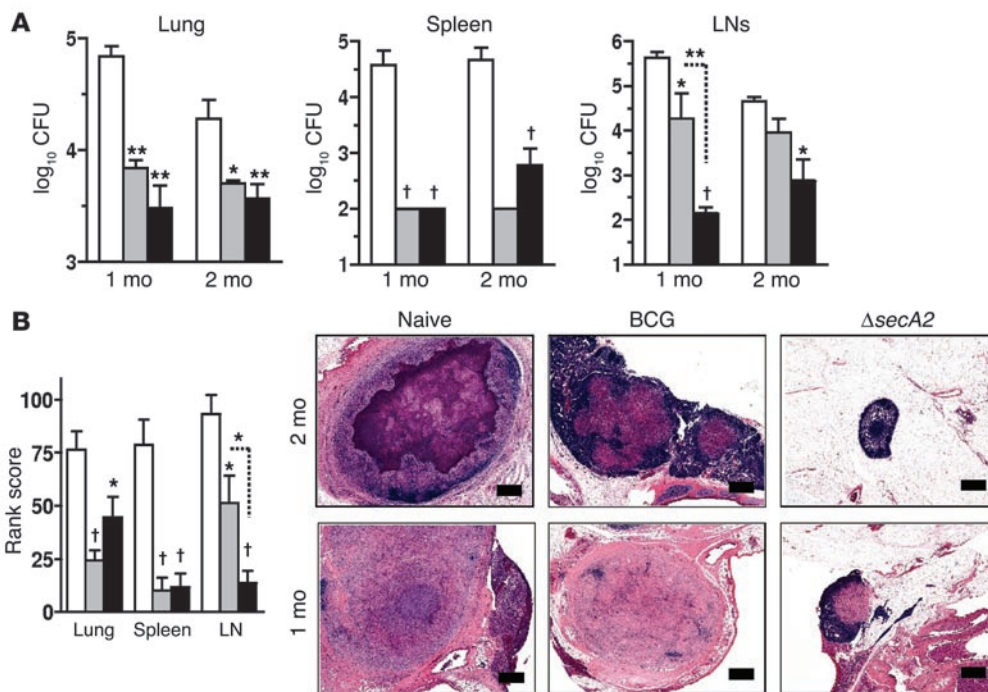 A
Lung
log10 CFU
5
4
3
**
**
*
**
1 mo
2 mo
Spleen
log10 CFU
5
4
3
2
1
†
†
†
1 mo
2 mo
LNs
log10 CFU
6
5
4
3
2
1
*
**
†
*
1 mo
2 mo
B
Rank score
100
75
50
25
0
†
*
†
†
*
*
†
Lung
Spleen
LN
Naive
BCG
ΔsecA2
2 mo
1 mo